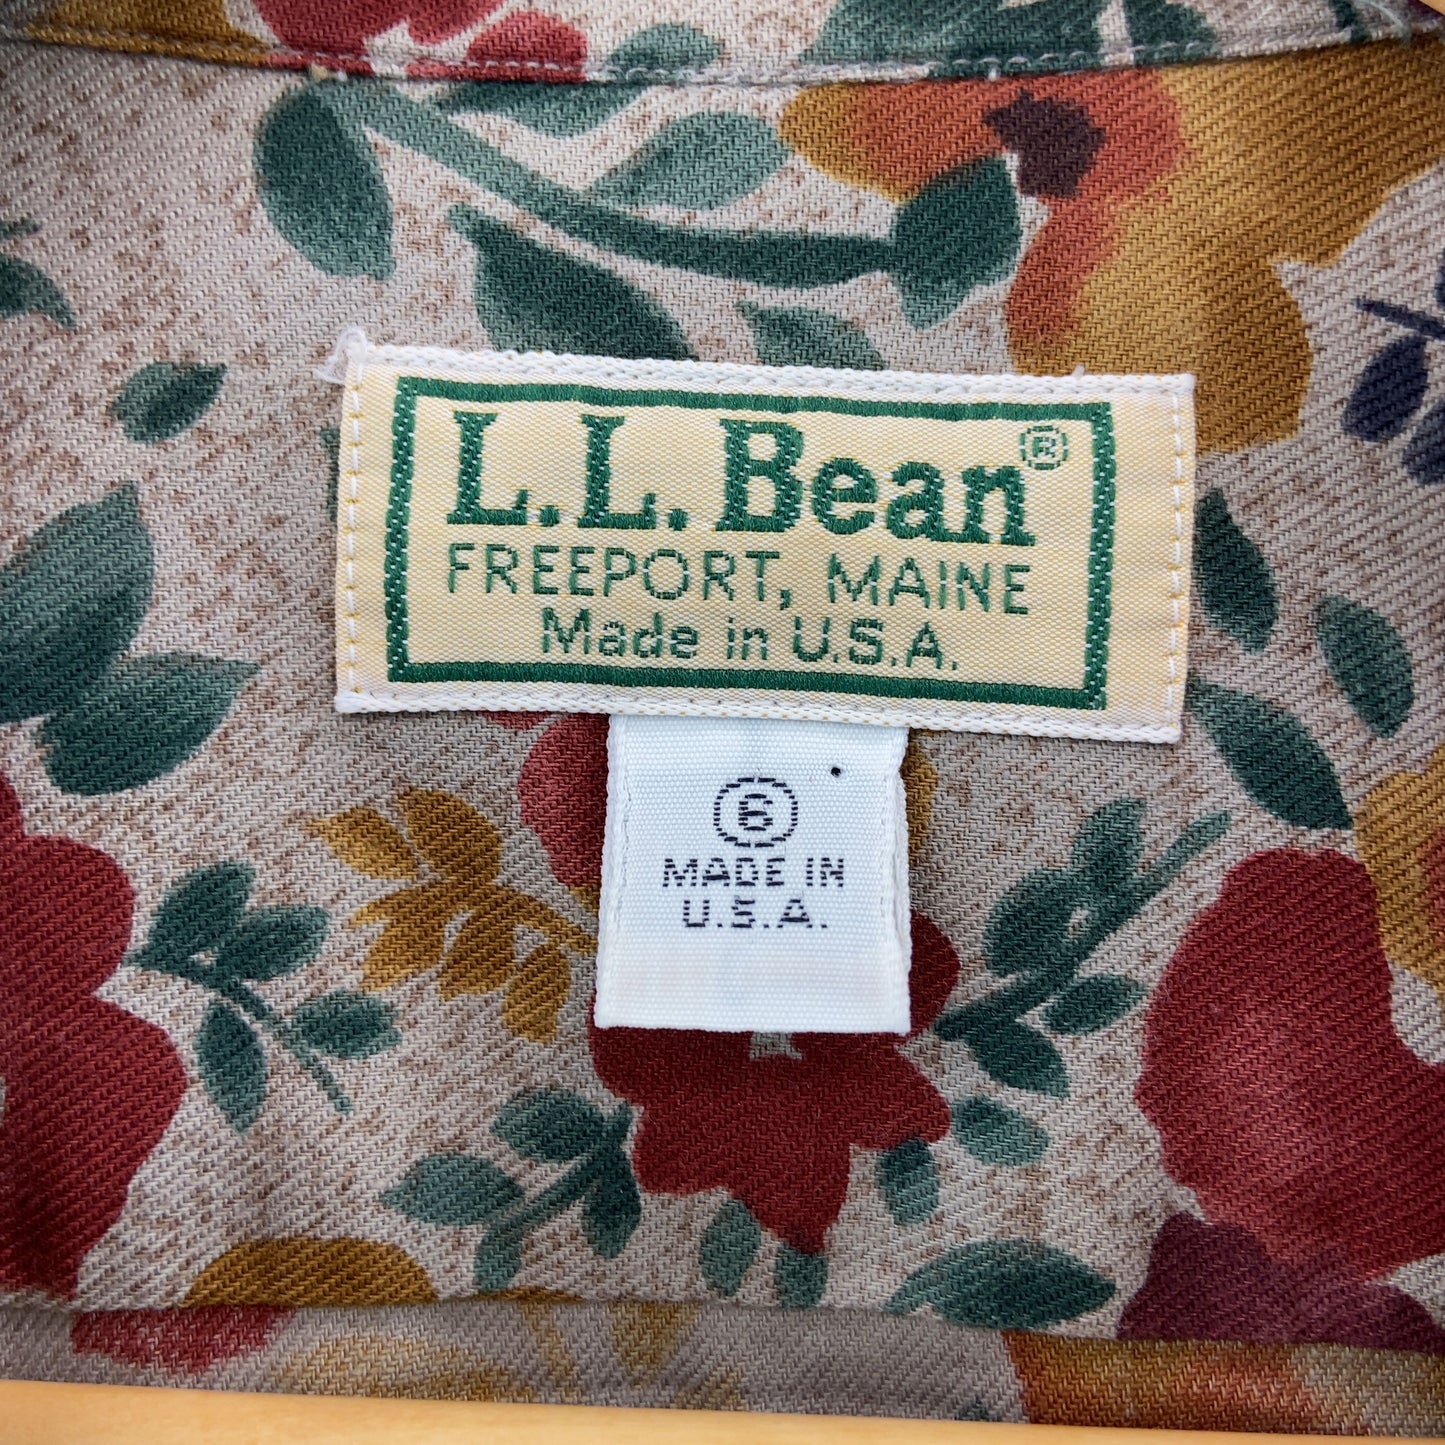 L.L.Bean®
FREEPORT, MAINE
Made in U.S.A.
6
MADE IN
U.S.A.